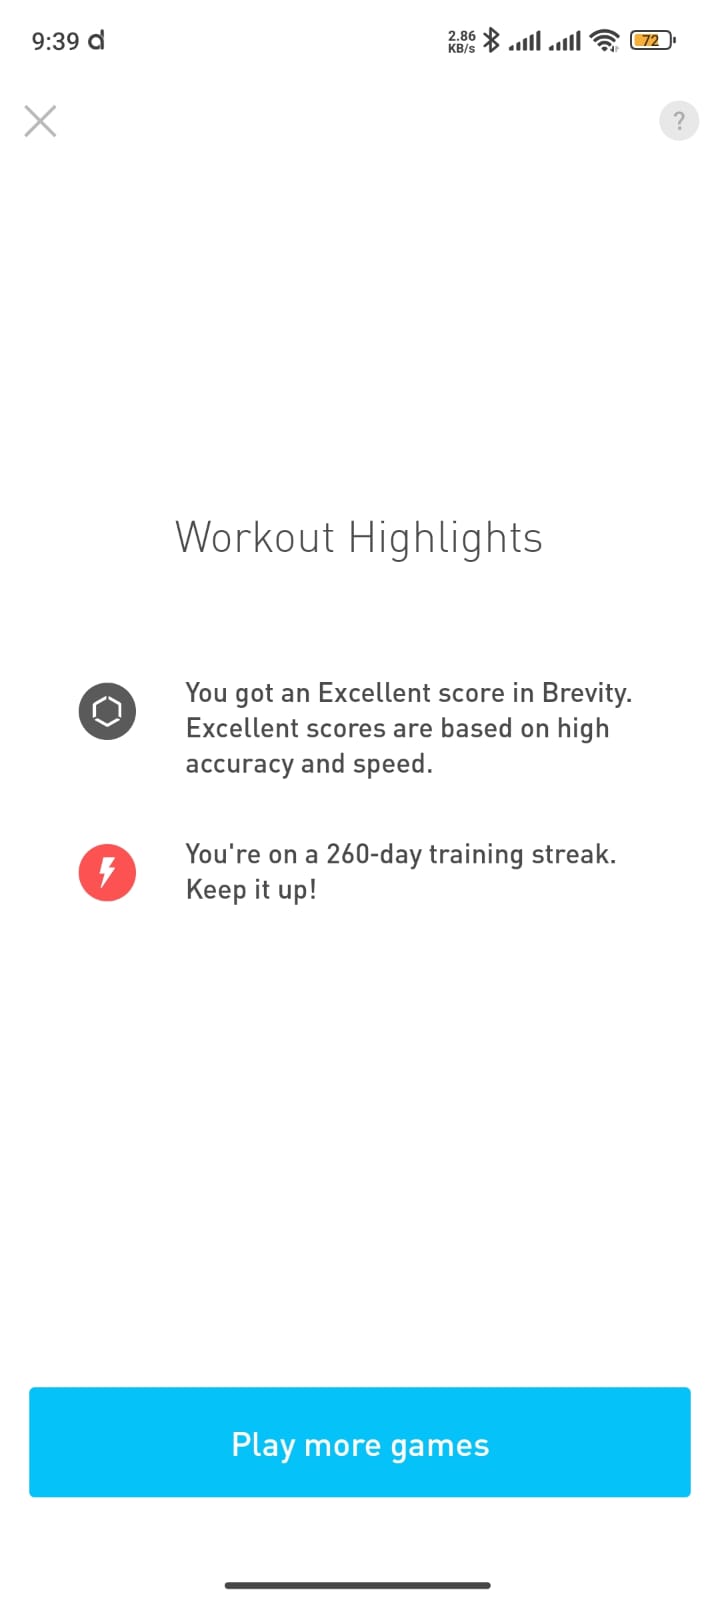 9:39 d
2.86
KB/s
72
?
Workout Highlights
You got an Excellent score in Brevity.
Excellent scores are based on high
accuracy and speed.
You're on a 260-day training streak.
Keep it up!
Play more games